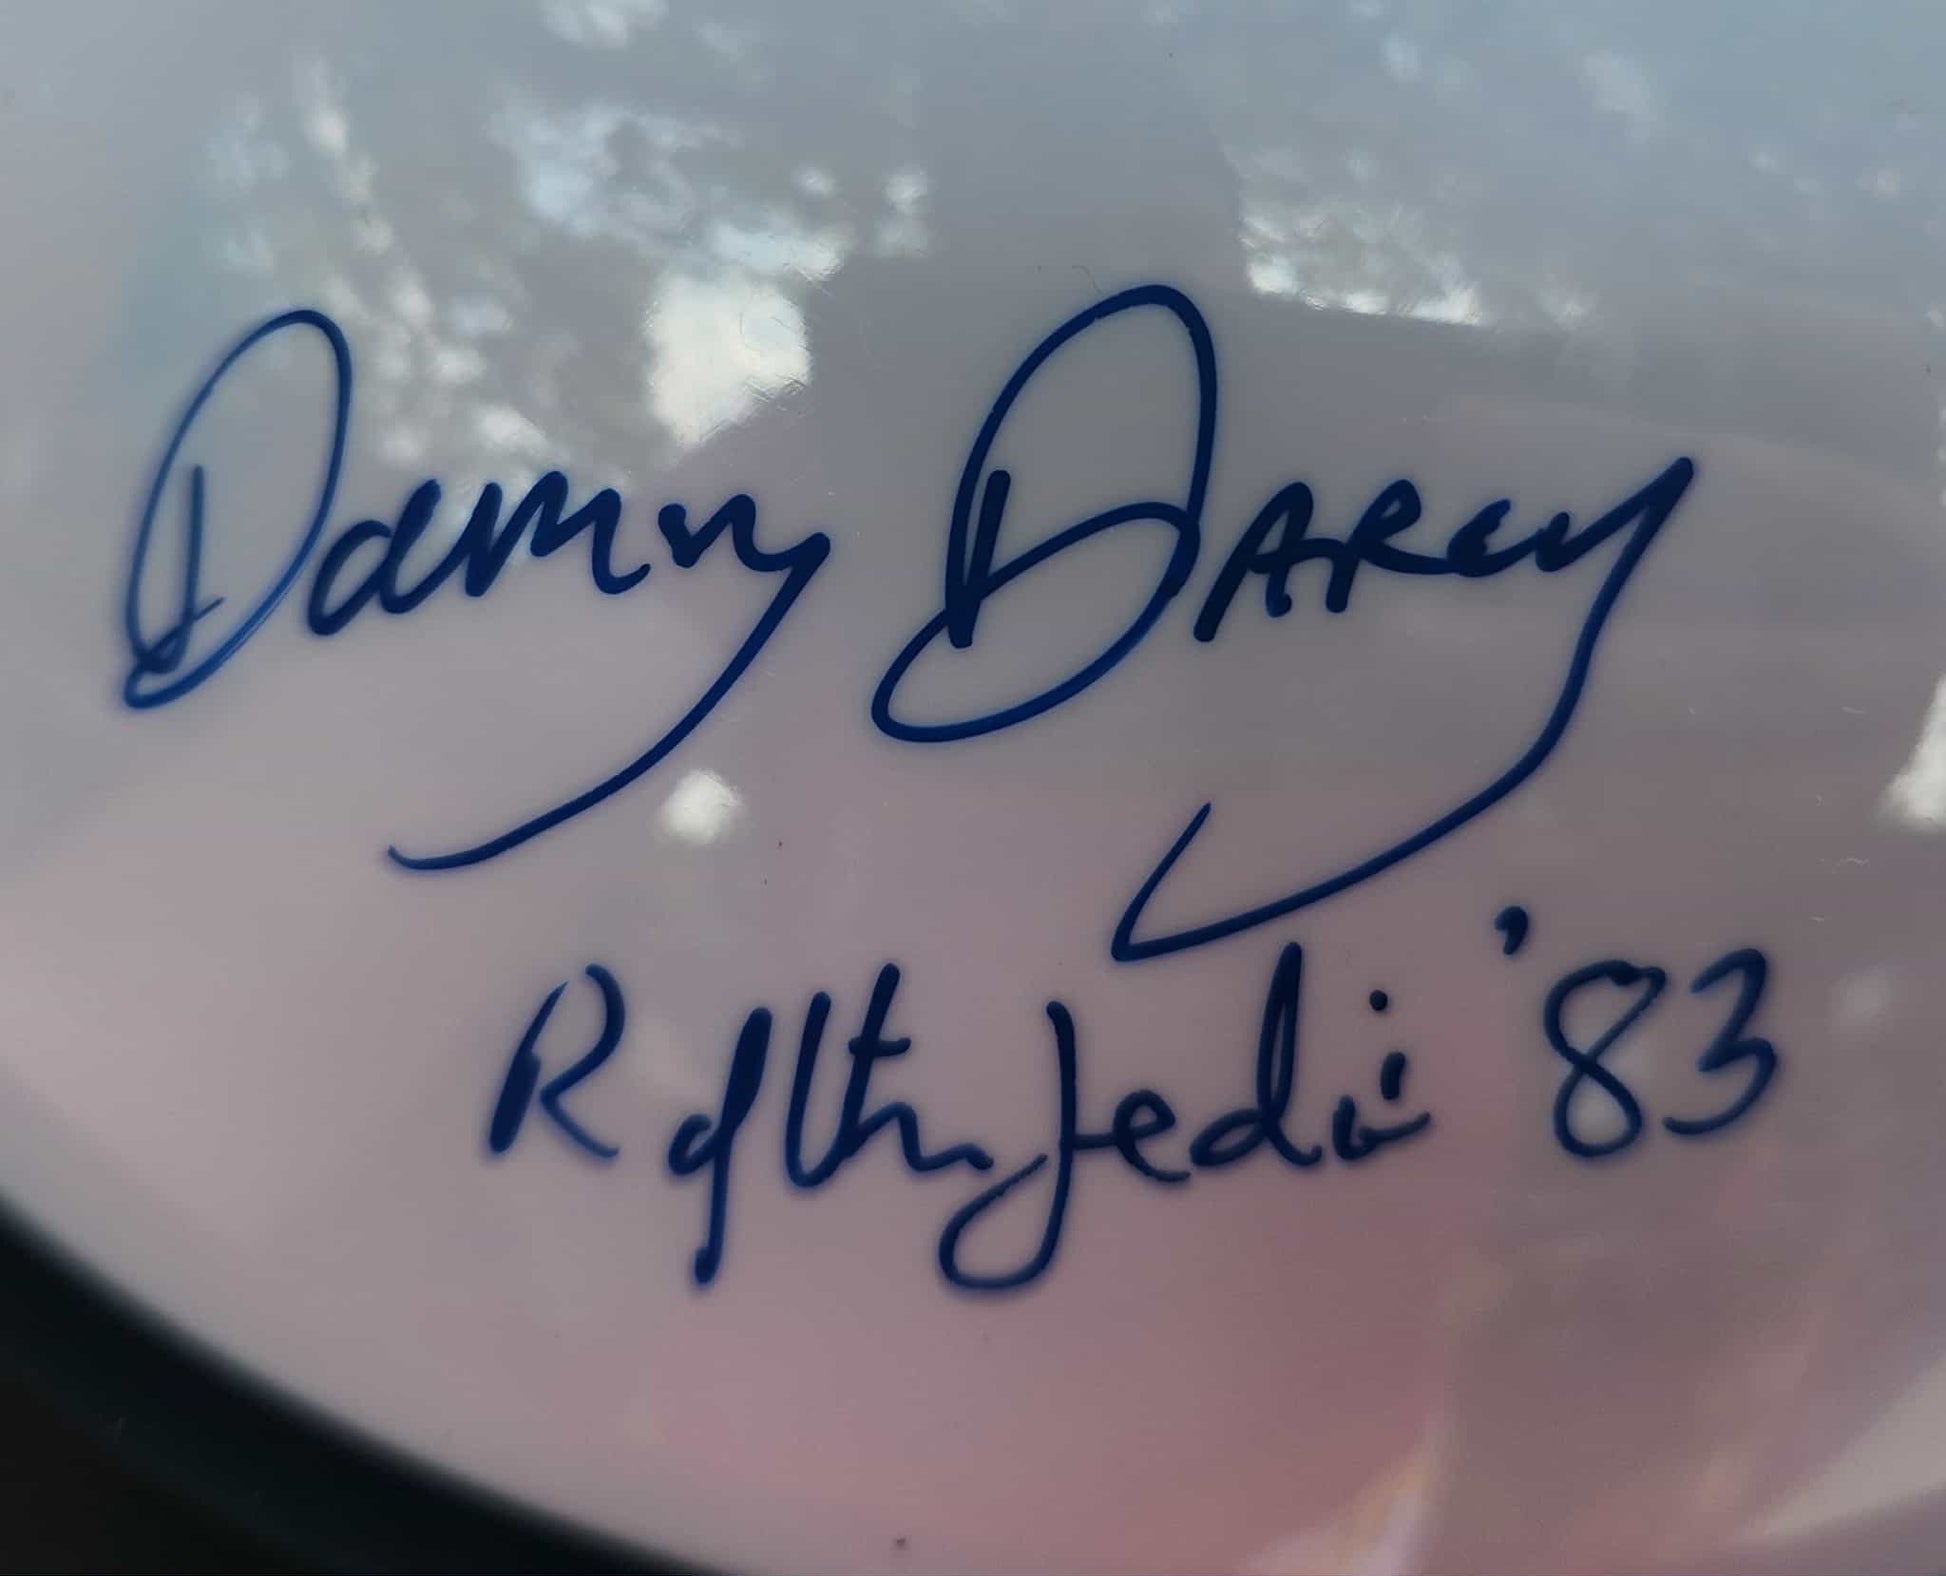 Danny DARCy
R of the Jedi '83